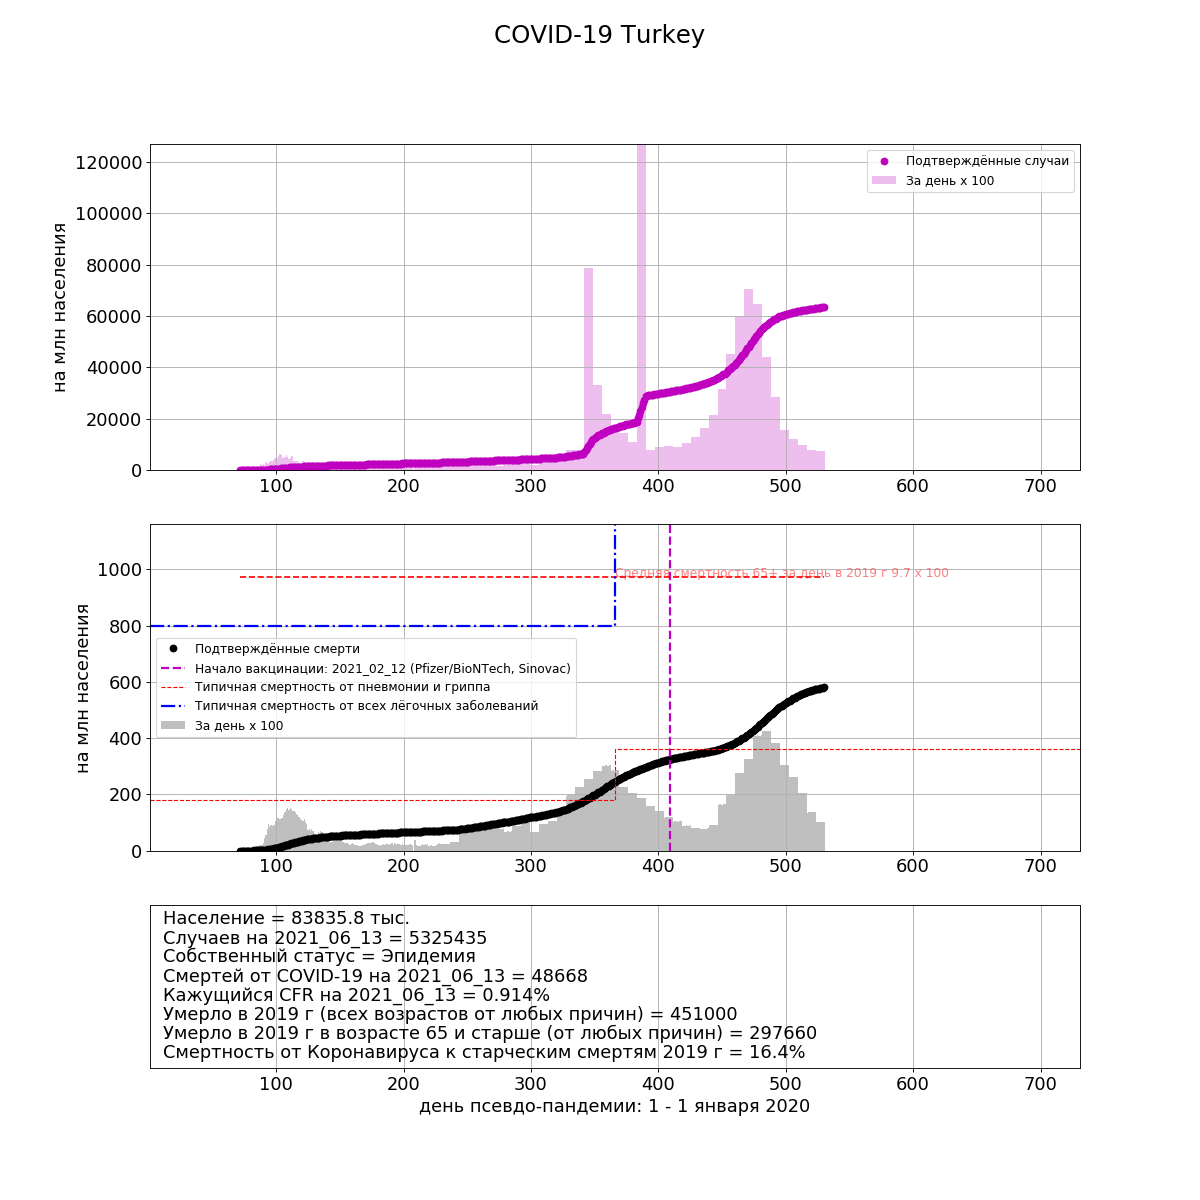 COVID-19 Turkey
120000
100000
80000
60000
40000
20000
0
на млн населения
Подтверждённые случаи
За день x 100
100 200 300 400 500 600 700
1000
800
600
400
200
0
на млн населения
Средняя смертность 65+ за день в 2019 г 9.7 x 100
Подтверждённые смерти
Начало вакцинации: 2021_02_12 (Pfizer/BioNTech, Sinovac)
Типичная смертность от пневмонии и гриппа
Типичная смертность от всех лёгочных заболеваний
За день x 100
100 200 300 400 500 600 700
Население = 83835.8 тыс.
Случаев на 2021_06_13 = 5325435
Собственный статус = Эпидемия
Смертей от COVID-19 на 2021_06_13 = 48668
Кажущийся CFR на 2021_06_13 = 0.914%
Умерло в 2019 г (всех возрастов от любых причин) = 451000
Умерло в 2019 г в возрасте 65 и старше (от любых причин) = 297660
Смертность от Коронавируса к старческим смертям 2019 г = 16.4%
100 200 300 400 500 600 700
день псевдо-пандемии: 1 - 1 января 2020